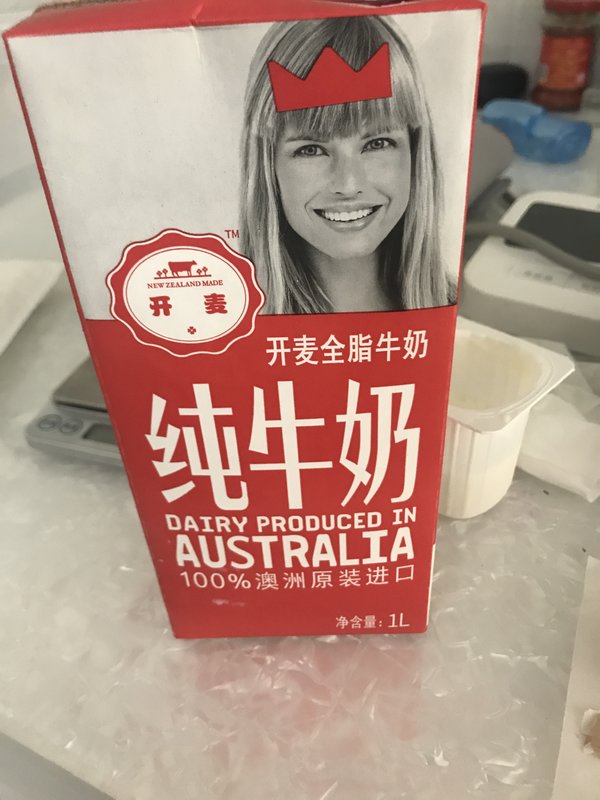 TM
NEW ZEALAND MADE
开麦
开麦全脂牛奶
纯牛奶
DAIRY PRODUCED IN
AUSTRALIA
100%澳洲原装进口
净含量：1L